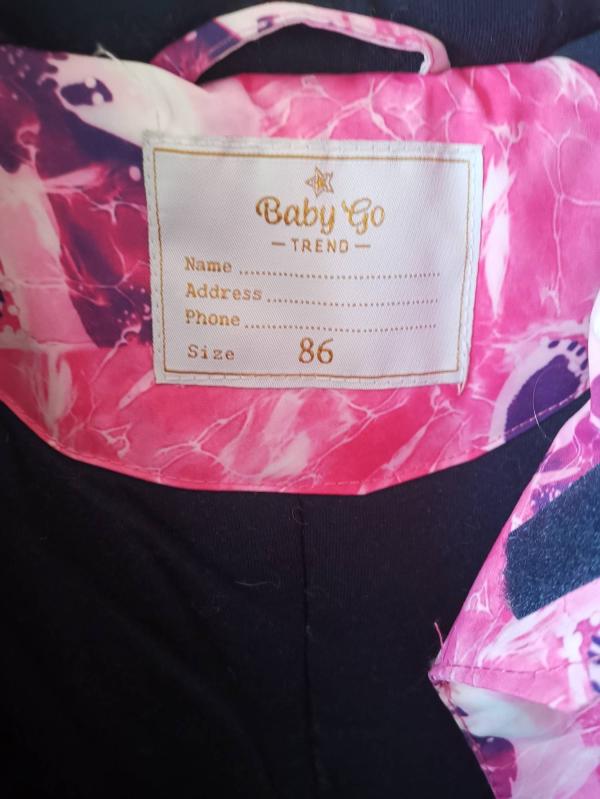 Baby Go
— TREND —
Name ........................................
Address ...................................
Phone .......................................
Size 86